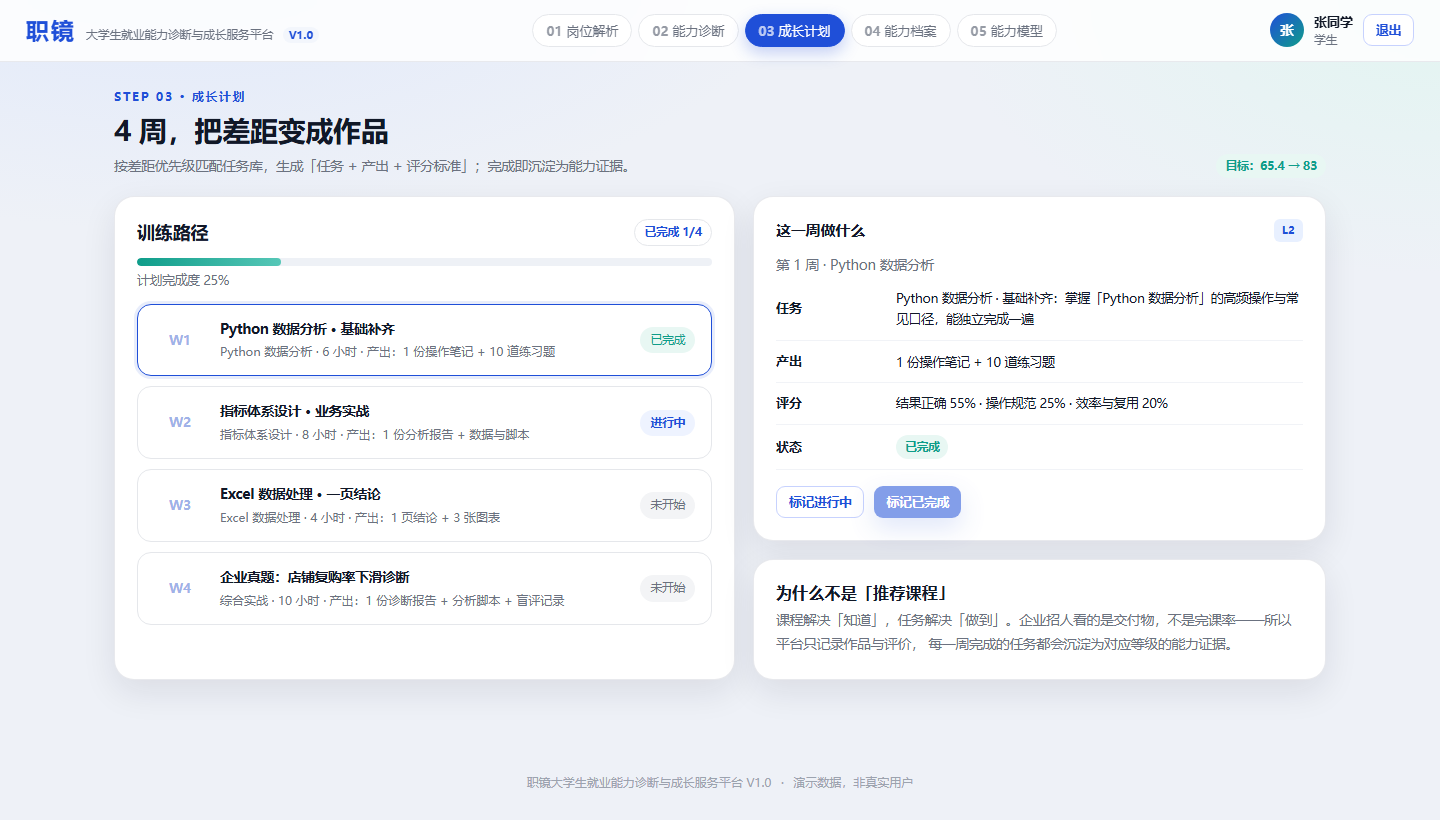 职镜 大学生就业能力诊断与成长服务平台 V1.0
01 岗位解析
02 能力诊断
03 成长计划
04 能力档案
05 能力模型
张
张同学
学生
退出
STEP 03 • 成长计划
4 周，把差距变成作品
按差距优先级匹配任务库，生成「任务 + 产出 + 评分标准」；完成即沉淀为能力证据。
目标：65.4 → 83
训练路径
已完成 1/4
计划完成度 25%
W1
Python 数据分析 • 基础补齐
Python 数据分析 · 6 小时 · 产出：1 份操作笔记 + 10 道练习题
已完成
W2
指标体系设计 • 业务实战
指标体系设计 · 8 小时 · 产出：1 份分析报告 + 数据与脚本
进行中
W3
Excel 数据处理 • 一页结论
Excel 数据处理 · 4 小时 · 产出：1 页结论 + 3 张图表
未开始
W4
企业真题：店铺复购率下滑诊断
综合实战 · 10 小时 · 产出：1 份诊断报告 + 分析脚本 + 盲评记录
未开始
这一周做什么
L2
第 1 周 · Python 数据分析
任务
Python 数据分析 · 基础补齐：掌握「Python 数据分析」的高频操作与常
见口径，能独立完成一遍
产出
1 份操作笔记 + 10 道练习题
评分
结果正确 55% · 操作规范 25% · 效率与复用 20%
状态
已完成
标记进行中
标记已完成
为什么不是「推荐课程」
课程解决「知道」，任务解决「做到」。企业招人看的是交付物，不是完课率——所以
平台只记录作品与评价， 每一周完成的任务都会沉淀为对应等级的能力证据。
职镜大学生就业能力诊断与成长服务平台 V1.0 · 演示数据，非真实用户